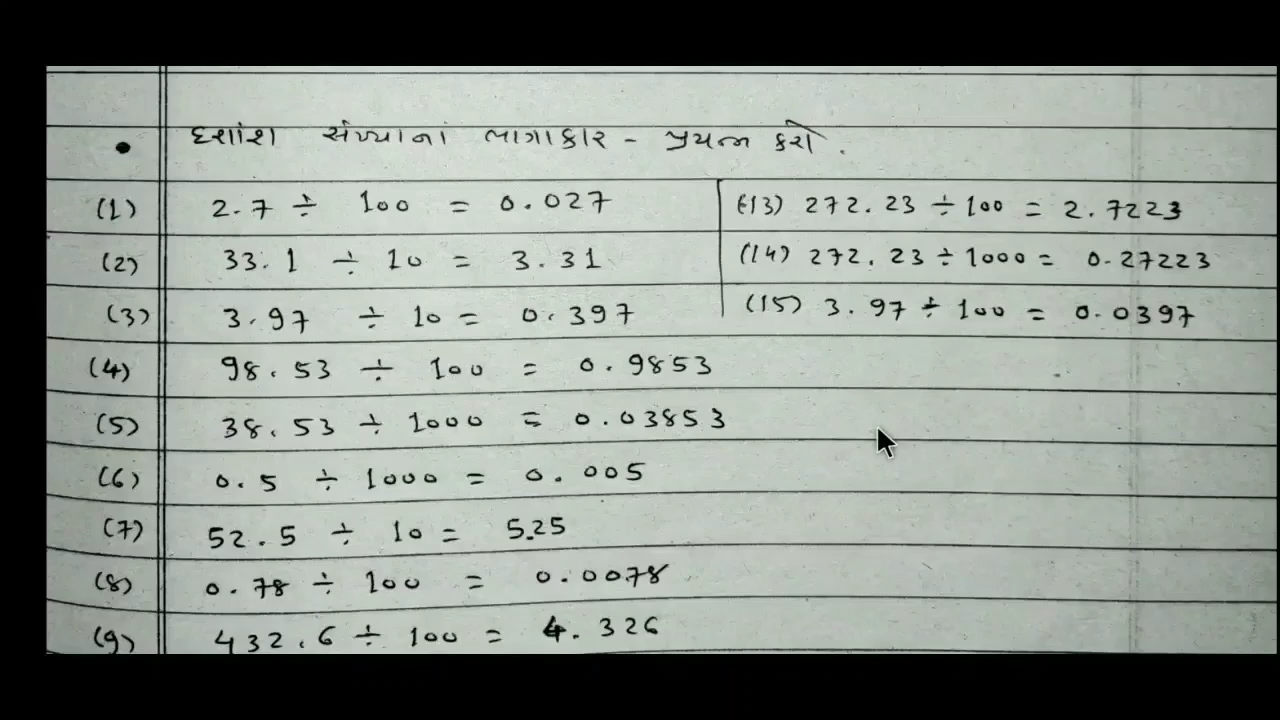 • દશાંશ સંખ્યાનાં ભાગાકાર - પ્રયત્ન કરો.
(1) 2.7 ÷ 100 = 0.027
(2) 33.1 ÷ 10 = 3.31
(3) 3.97 ÷ 10 = 0.397
(4) 98.53 ÷ 100 = 0.9853
(5) 38.53 ÷ 1000 = 0.03853
(6) 0.5 ÷ 1000 = 0.005
(7) 52.5 ÷ 10 = 5.25
(8) 0.78 ÷ 100 = 0.0078
(9) 432.6 ÷ 100 = 4.326
(13) 272.23 ÷ 100 = 2.7223
(14) 272.23 ÷ 1000 = 0.27223
(15) 3.97 ÷ 100 = 0.0397